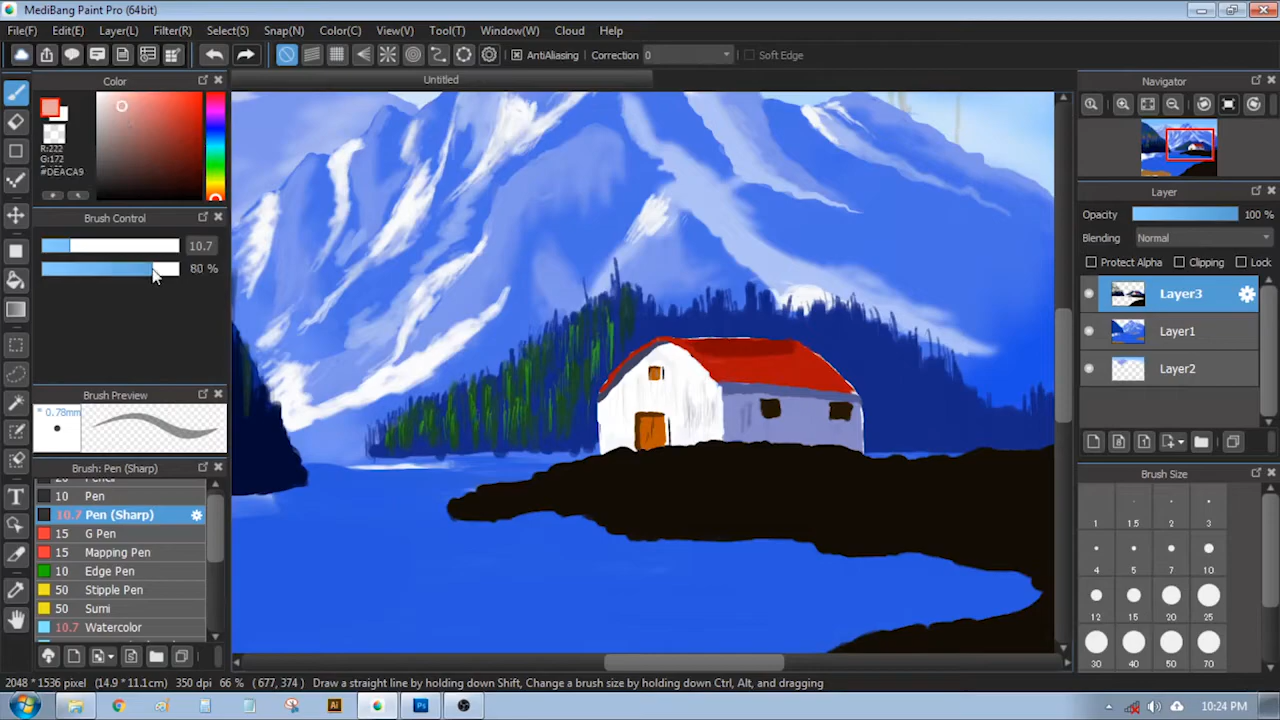 MediBang Paint Pro (64bit)
File(F) Edit(E) Layer(L) Filter(R) Select(S) Snap(N) Color(C) View(V) Tool(T) Window(W) Cloud Help
AntiAliasing Correction 0 Soft Edge
Color
Untitled
Navigator
R:222
G:172
#DEACA9
Brush Control
10.7
80 %
Layer
Opacity 100 %
Blending Normal
Protect Alpha Clipping Lock
Layer3
Layer1
Layer2
Brush Preview
0.78mm
Brush: Pen (Sharp)
20 Pencil
10 Pen
10.7 Pen (Sharp)
15 G Pen
15 Mapping Pen
10 Edge Pen
50 Stipple Pen
50 Sumi
10.7 Watercolor
Brush Size
1 1.5 2 3
4 5 7 10
12 15 20 25
30 40 50 70
2048 * 1536 pixel (14.9 * 11.1cm) 350 dpi 66 % (677, 374) Draw a straight line by holding down Shift, Change a brush size by holding down Ctrl, Alt, and dragging
Ai Ps 10:24 PM